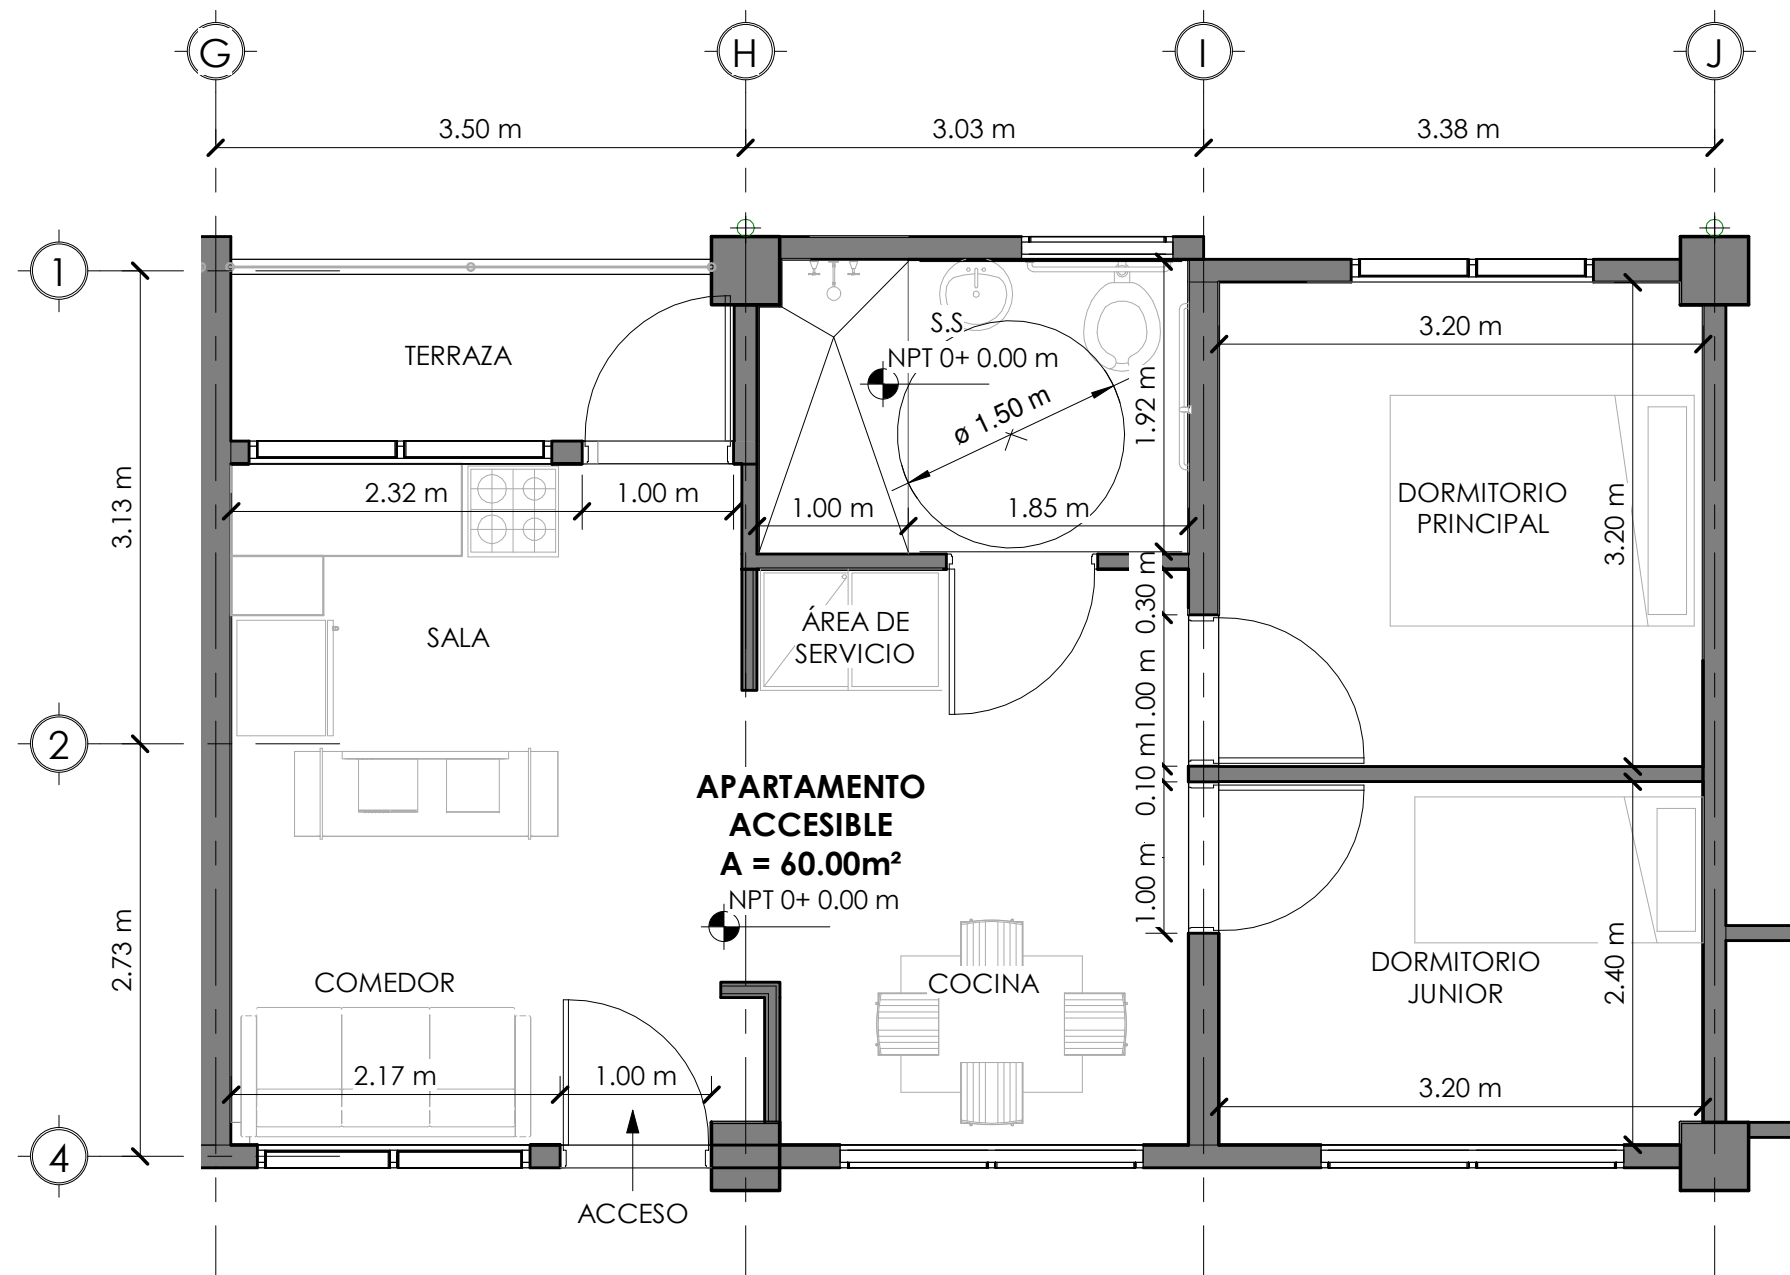 G
H
I
J
3.50 m
3.03 m
3.38 m
1
TERRAZA
S.S
NPT 0+ 0.00 m
3.20 m
ø 1.50 m
1.92 m
2.32 m
1.00 m
1.00 m
1.85 m
DORMITORIO
PRINCIPAL
3.20 m
3.13 m
SALA
ÁREA DE
SERVICIO
0.30 m
1.00 m
0.10 m
2
APARTAMENTO
ACCESIBLE
A = 60.00m²
NPT 0+ 0.00 m
1.00 m
2.73 m
COMEDOR
COCINA
DORMITORIO
JUNIOR
2.40 m
2.17 m
1.00 m
3.20 m
4
ACCESO